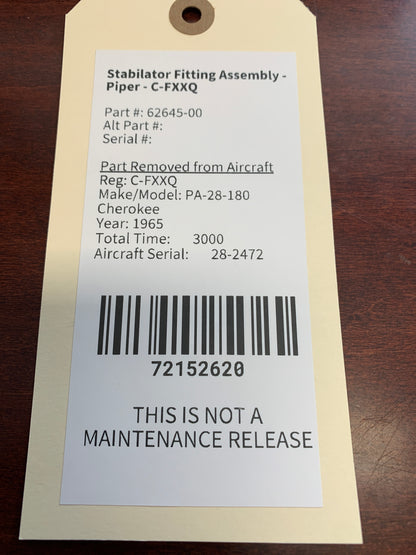 Stabilator Fitting Assembly -
Piper - C-FXXQ
Part #: 62645-00
Alt Part #:
Serial #:
Part Removed from Aircraft
Reg: C-FXXQ
Make/Model: PA-28-180
Cherokee
Year: 1965
Total Time: 3000
Aircraft Serial: 28-2472
72152620
THIS IS NOT A
MAINTENANCE RELEASE